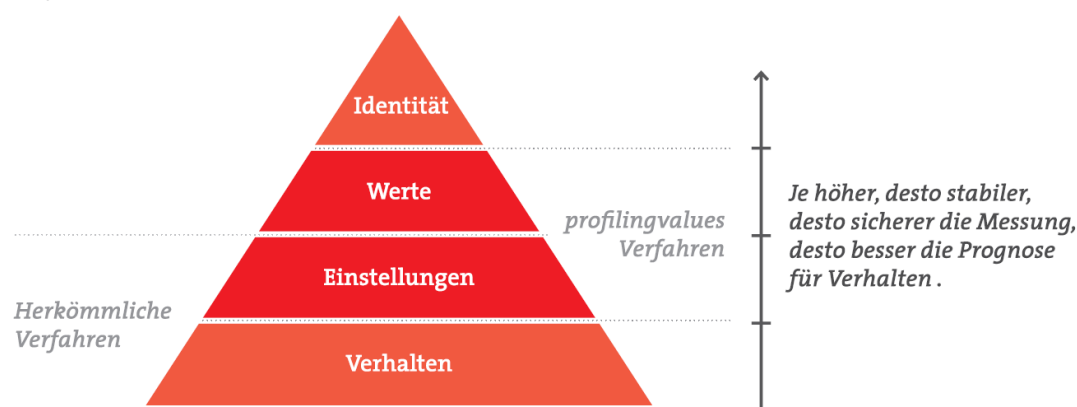 Identität
Werte
Einstellungen
Verhalten
Herkömmliche
Verfahren
profilingvalues
Verfahren
Je höher, desto stabiler,
desto sicherer die Messung,
desto besser die Prognose
für Verhalten .